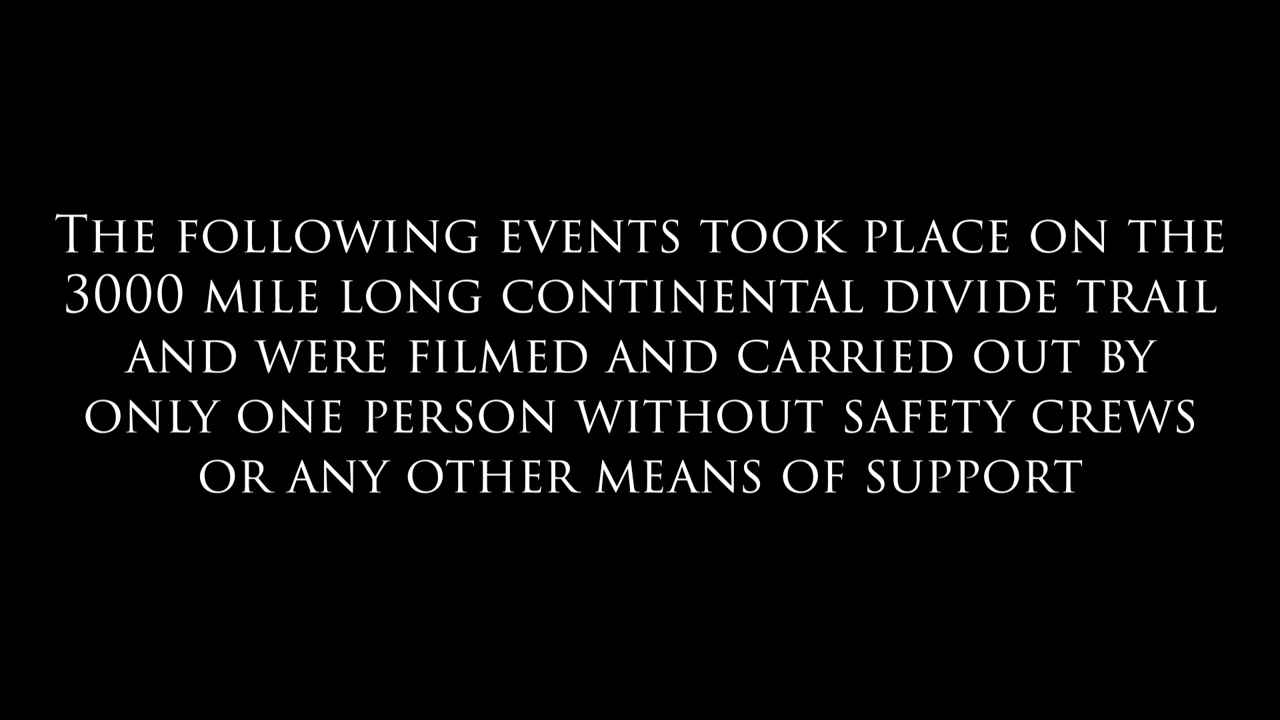 The following events took place on the
3000 mile long continental divide trail
and were filmed and carried out by
only one person without safety crews
or any other means of support